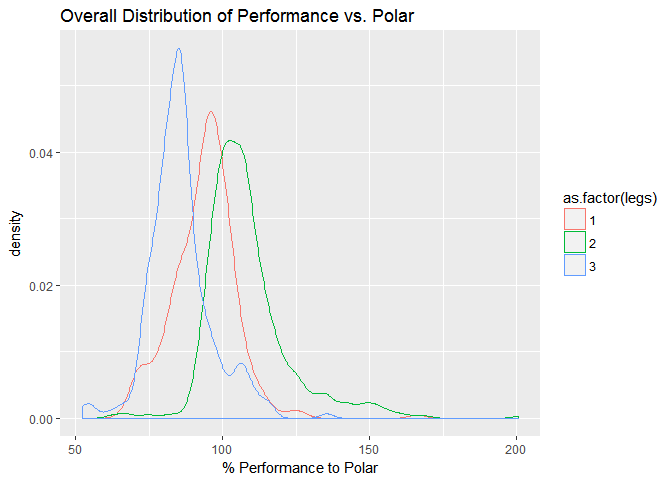 Overall Distribution of Performance vs. Polar
density
0.04
0.02
0.00
50
100
150
200
% Performance to Polar
as.factor(legs)
1
2
3